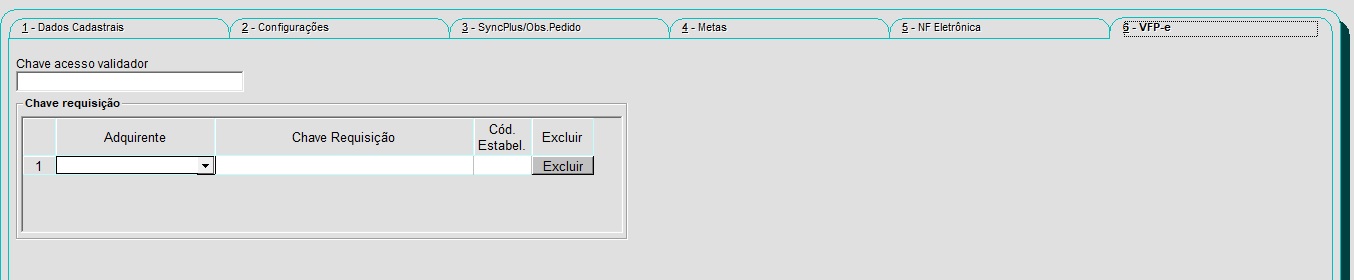 1 - Dados Cadastrais 2 - Configurações 3 - SyncPlus/Obs.Pedido 4 - Metas 5 - NF Eletrônica 6 - VFP-e
Chave acesso validador
Chave requisição
Adquirente Chave Requisição Cód. Estabel. Excluir
1 Excluir